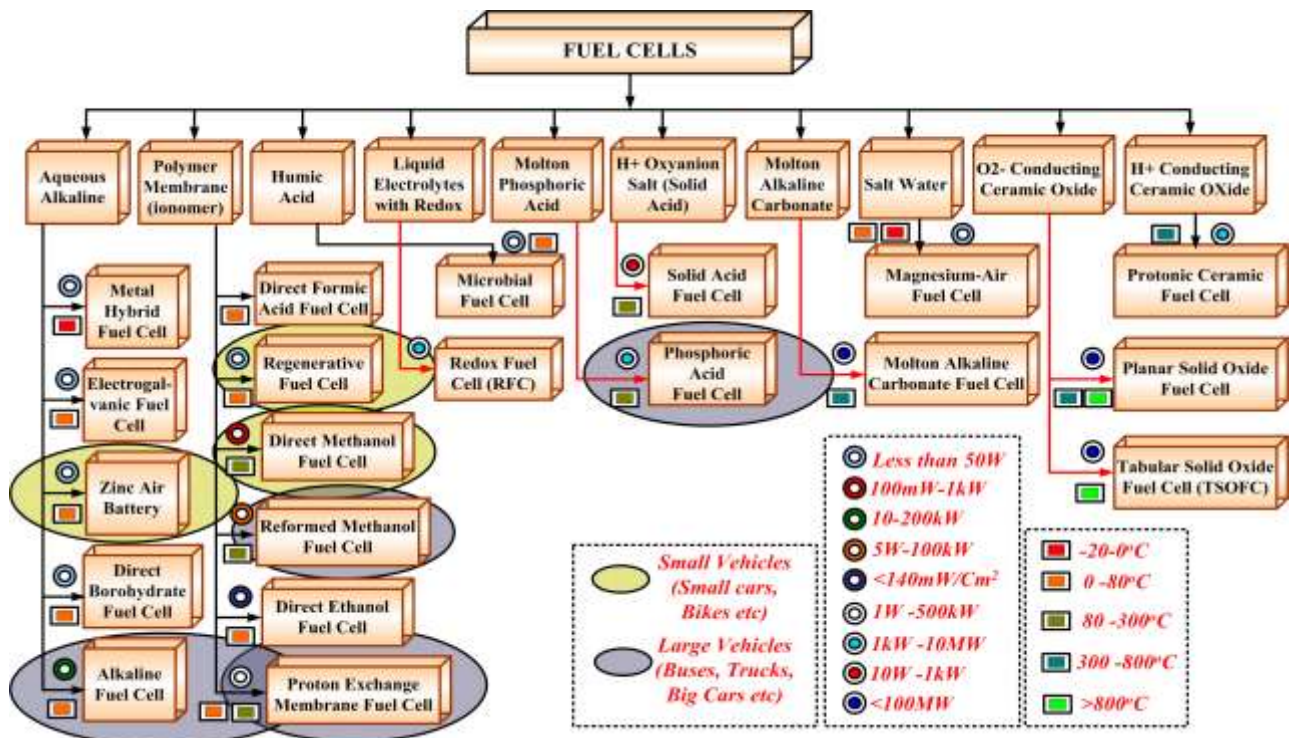 FUEL CELLS
Aqueous
Alkaline
Polymer
Membrane
(ionomer)
Humic
Acid
Liquid
Electrolytes
with Redox
Molton
Phosphoric
Acid
H+ Oxyanion
Salt (Solid
Acid)
Molton
Alkaline
Carbonate
Salt Water
O2- Conducting
Ceramic Oxide
H+ Conducting
Ceramic OXide
Metal
Hybrid
Fuel Cell
Electrogal-
vanic Fuel
Cell
Zinc Air
Battery
Direct
Borohydrate
Fuel Cell
Alkaline
Fuel Cell
Direct Formic
Acid Fuel Cell
Regenerative
Fuel Cell
Direct Methanol
Fuel Cell
Reformed Methanol
Fuel Cell
Direct Ethanol
Fuel Cell
Proton Exchange
Membrane Fuel Cell
Microbial
Fuel Cell
Redox Fuel
Cell (RFC)
Solid Acid
Fuel Cell
Phosphoric
Acid
Fuel Cell
Magnesium-Air
Fuel Cell
Molton Alkaline
Carbonate Fuel Cell
Protonic Ceramic
Fuel Cell
Planar Solid Oxide
Fuel Cell
Tabular Solid Oxide
Fuel Cell (TSOFC)
Small Vehicles
(Small cars,
Bikes etc)
Large Vehicles
(Buses, Trucks,
Big Cars etc)
Less than 50W
100mW-1kW
10-200kW
5W-100kW
<140mW/Cm²
1W -500kW
1kW -10MW
10W -1kW
<100MW
-20-0°C
0 -80°C
80 -300°C
300 -800°C
>800°C